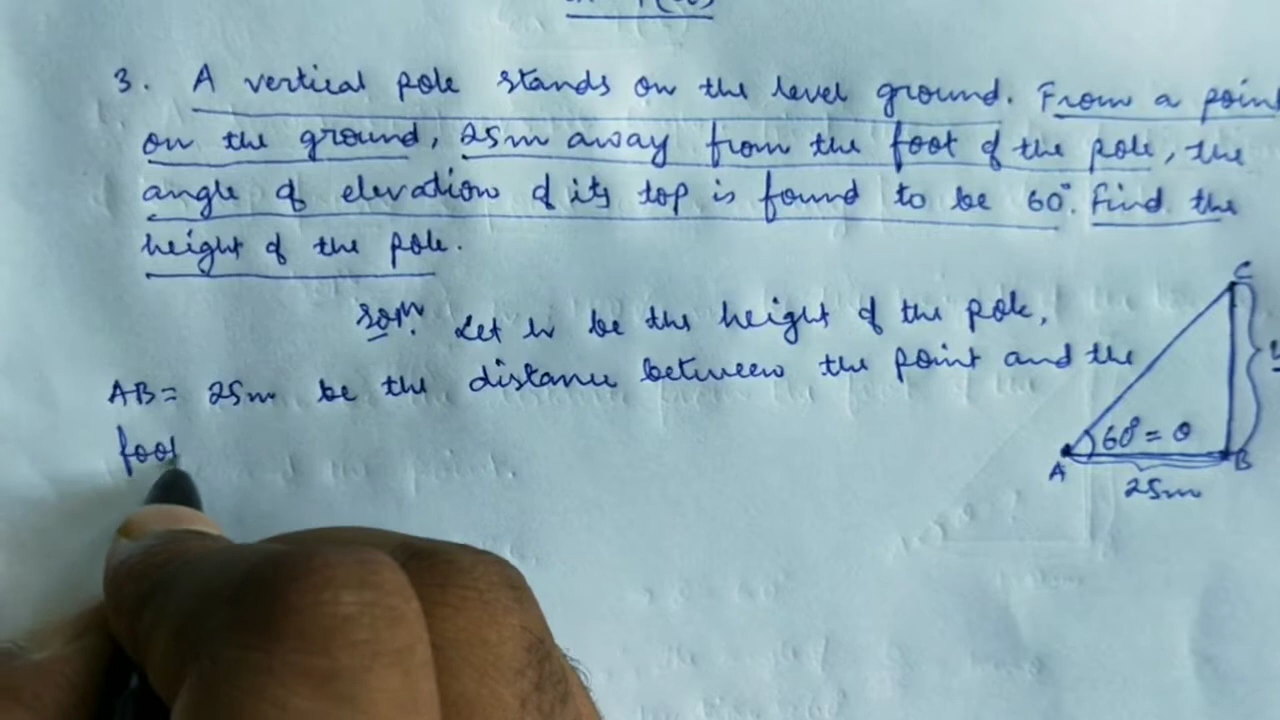 3. A vertical pole stands on the level ground. From a point
on the ground, 25m away from the foot of the pole, the
angle of elevation of its top is found to be 60°. Find the
height of the pole.
Soln. Let h be the height of the pole,
AB = 25m be the distance between the point and the
foot
C
60° = θ
A
B
25m